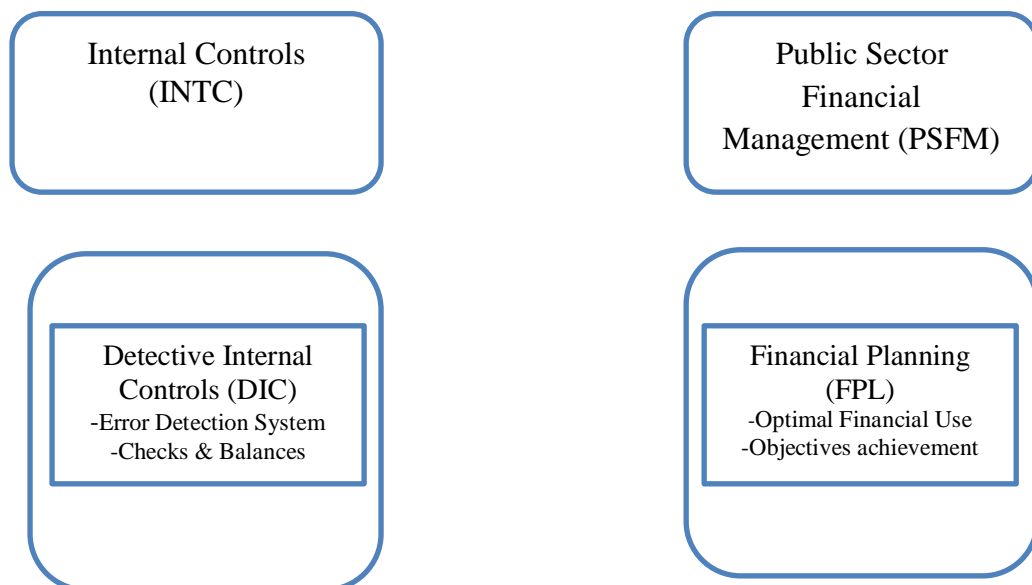 Internal Controls
(INTC)
Public Sector
Financial
Management (PSFM)
Detective Internal
Controls (DIC)
-Error Detection System
-Checks & Balances
Financial Planning
(FPL)
-Optimal Financial Use
-Objectives achievement